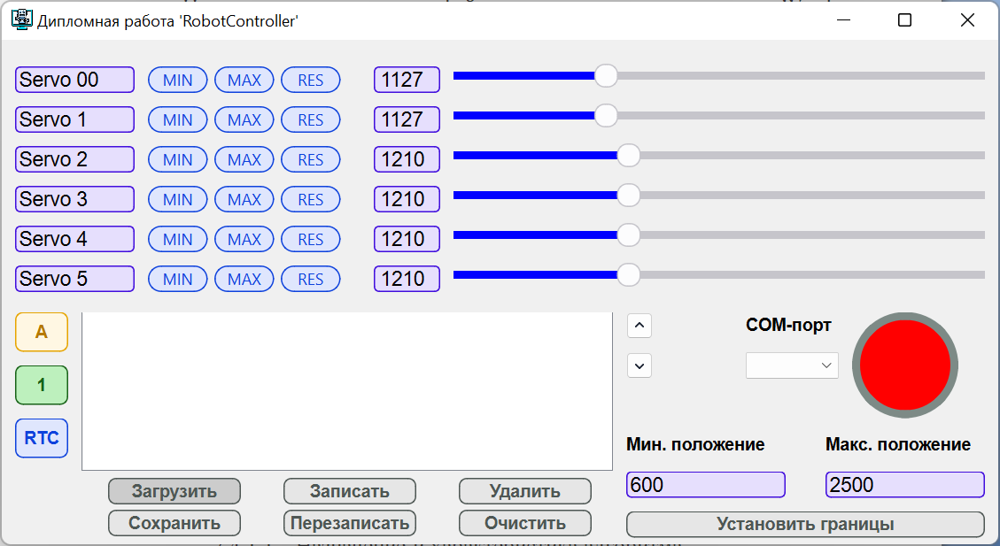 Дипломная работа 'RobotController'
Servo 00 MIN MAX RES 1127
Servo 1 MIN MAX RES 1127
Servo 2 MIN MAX RES 1210
Servo 3 MIN MAX RES 1210
Servo 4 MIN MAX RES 1210
Servo 5 MIN MAX RES 1210
A
1
RTC
COM-порт
Мин. положение Макс. положение
600 2500
Загрузить Записать Удалить
Сохранить Перезаписать Очистить
Установить границы